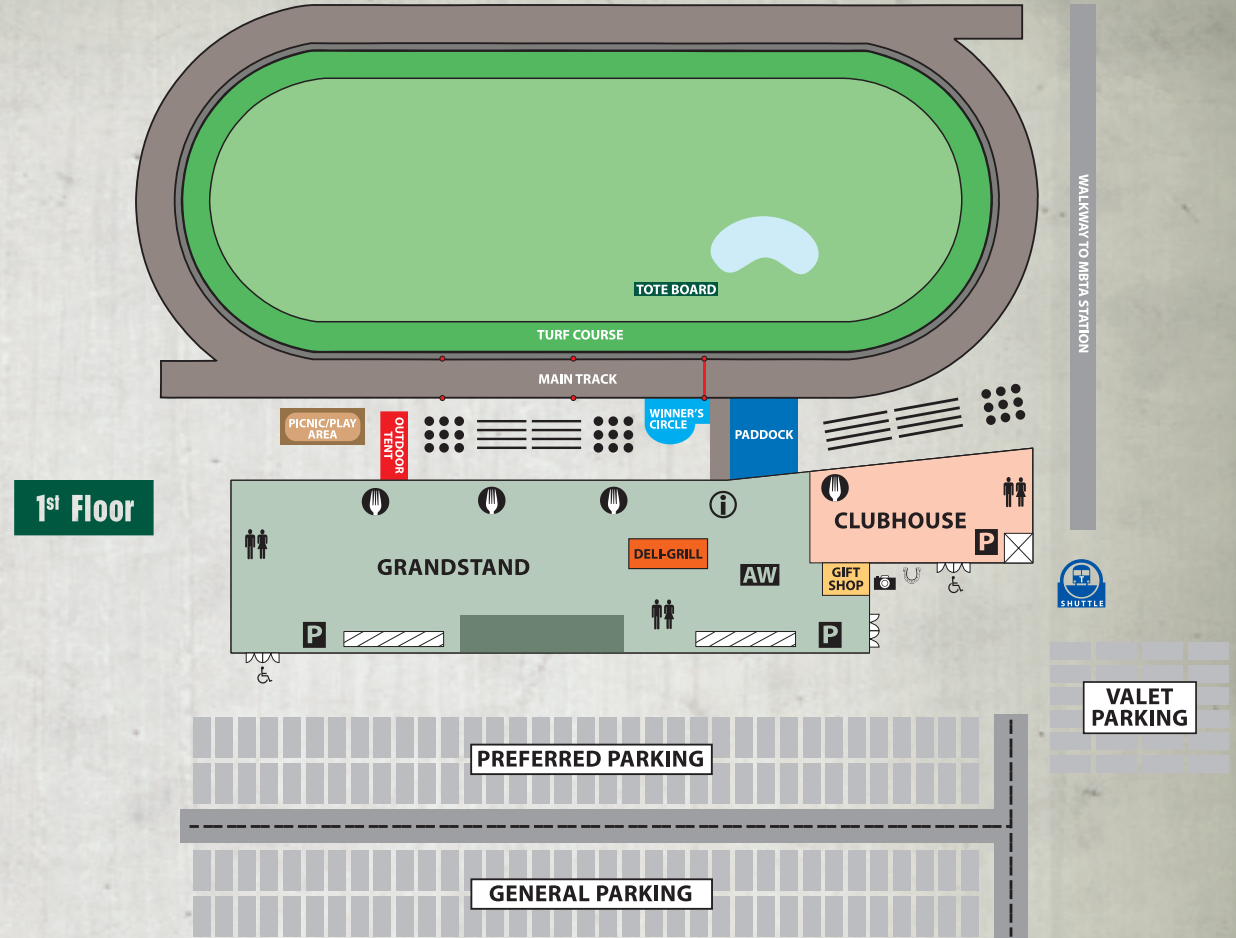 WALKWAY TO MBTA STATION
TOTE BOARD
TURF COURSE
MAIN TRACK
PICNIC/PLAY
AREA
OUTDOOR
TENT
WINNER'S
CIRCLE
PADDOCK
1st Floor
i
CLUBHOUSE
P
GRANDSTAND
DELI-GRILL
AW
GIFT
SHOP
T
SHUTTLE
P
P
VALET
PARKING
PREFERRED PARKING
GENERAL PARKING